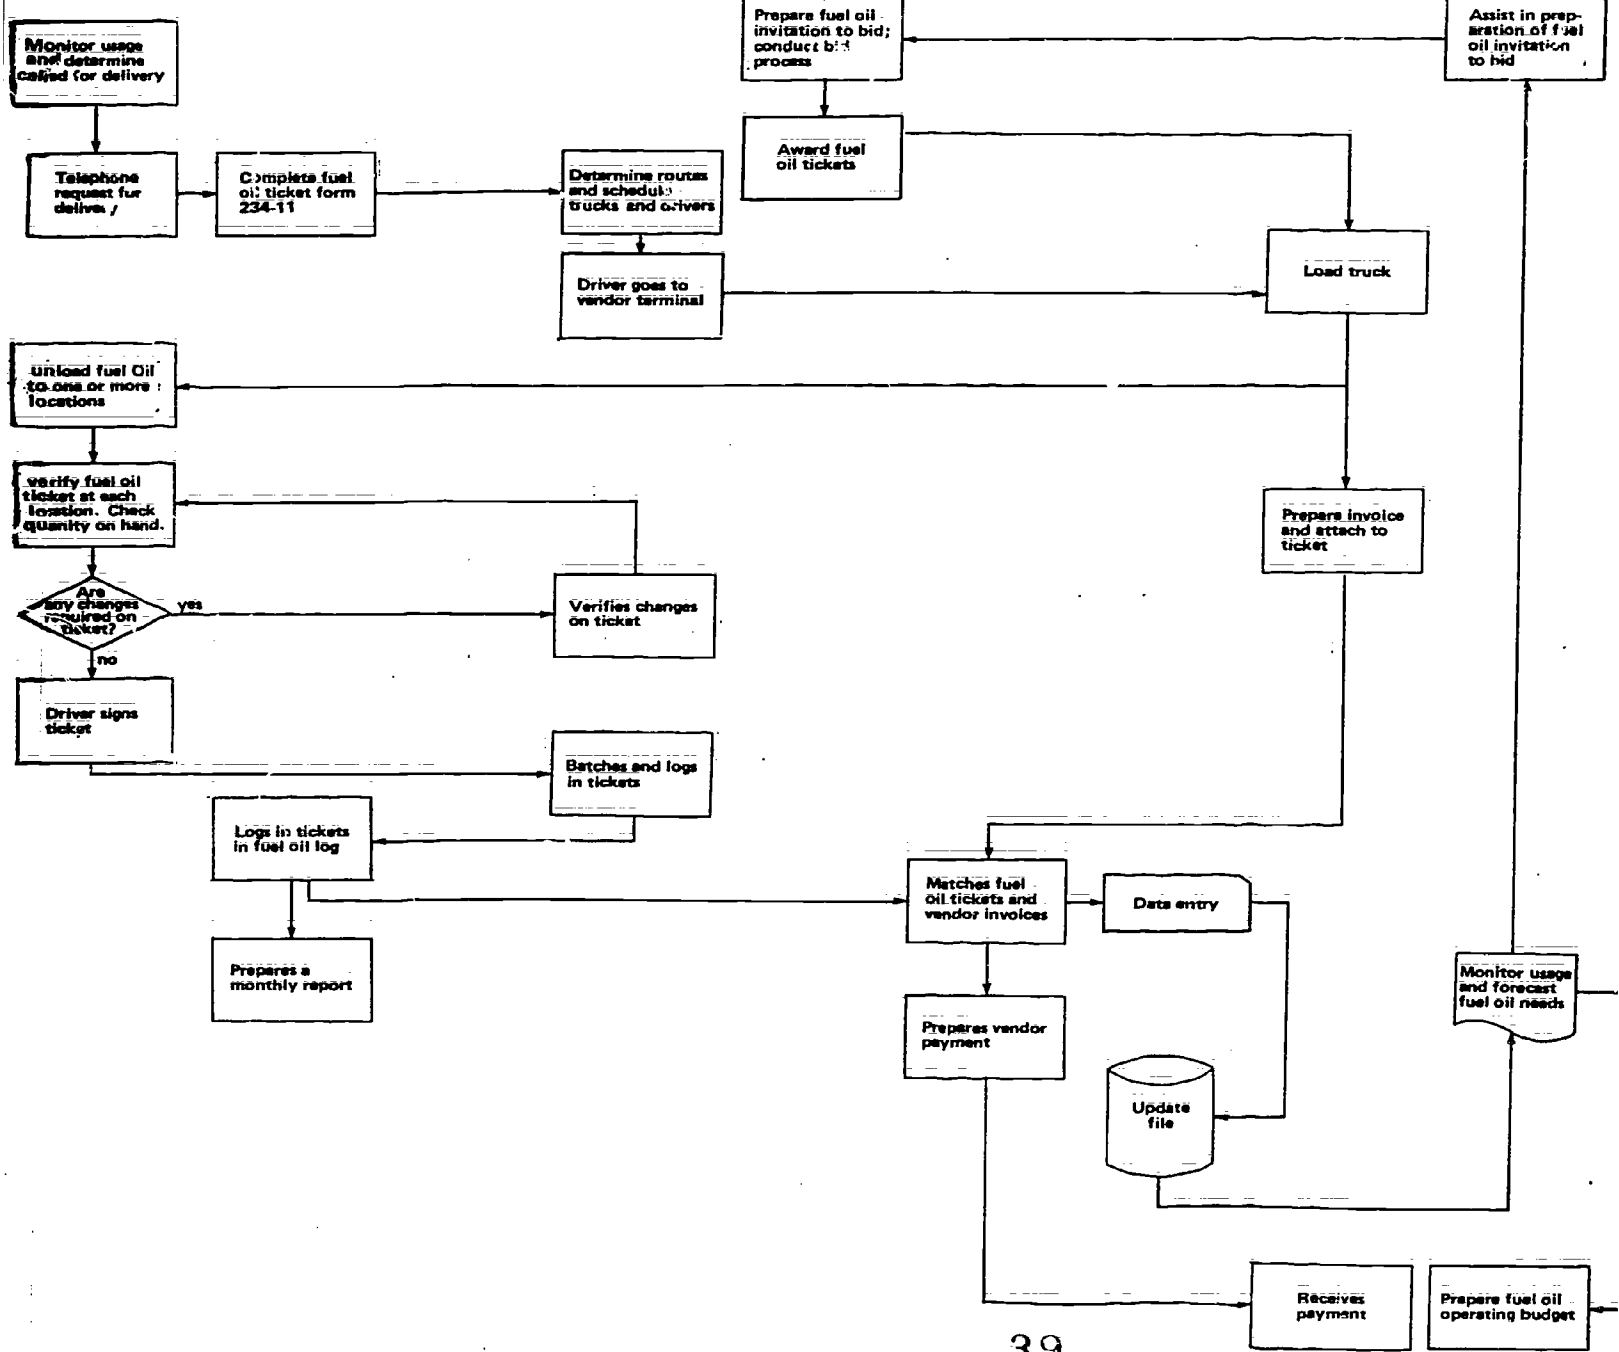 Monitor usage
and determine
called for delivery
Telephone
request for
delivery
Complete fuel
oil ticket form
234-11
Determine routes
and schedule
trucks and drivers
Driver goes to
vendor terminal
Prepare fuel oil
invitation to bid;
conduct bid
process
Award fuel
oil tickets
Assist in prep-
aration of fuel
oil invitation
to bid
Load truck
unload fuel Oil
to one or more
locations
verify fuel oil
ticket at each
location. Check
quanity on hand.
Are
any changes
required on
ticket?
yes
no
Verifies changes
on ticket
Prepare invoice
and attach to
ticket
Driver signs
ticket
Batches and logs
in tickets
Logs in tickets
in fuel oil log
Prepares a
monthly report
Matches fuel
oil tickets and
vendor invoices
Data entry
Prepares vendor
payment
Update
file
Monitor usage
and forecast
fuel oil needs
Receives
payment
Prepare fuel oil
operating budget
39